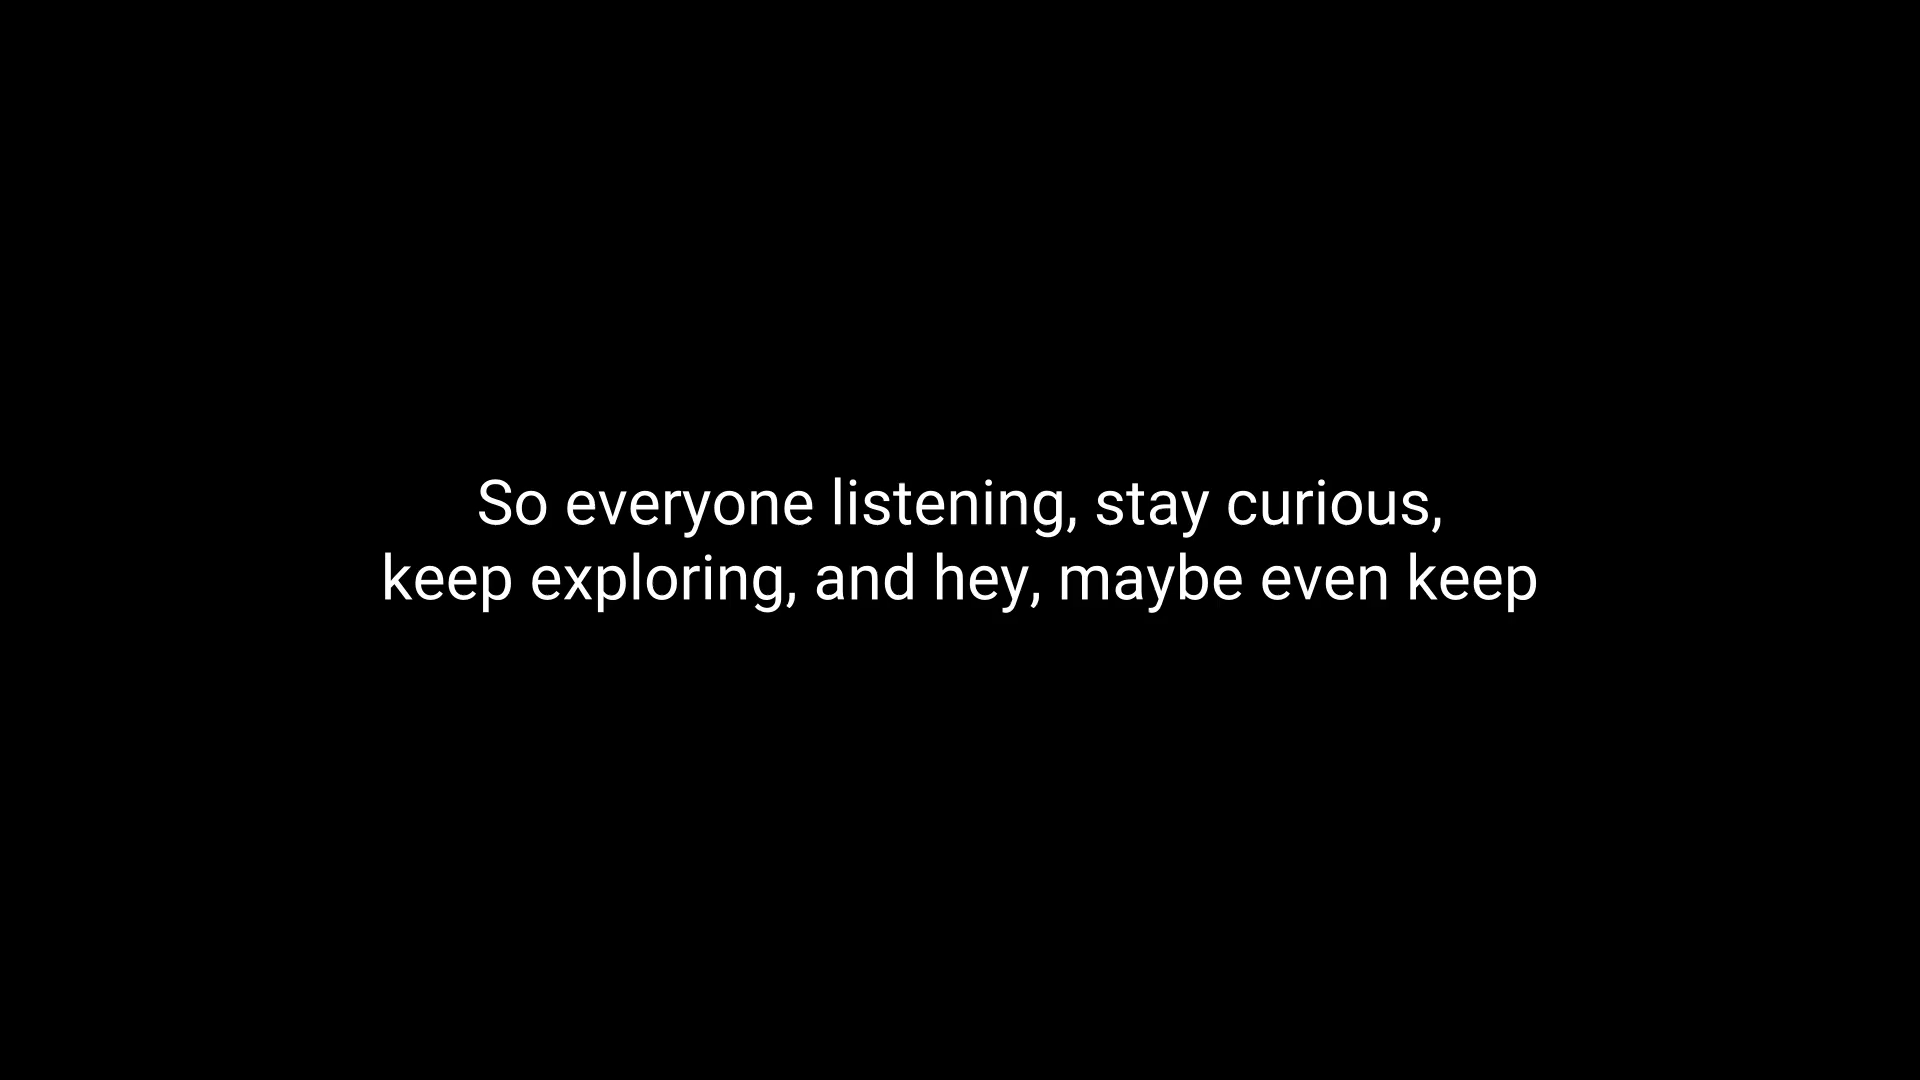 So everyone listening, stay curious,
keep exploring, and hey, maybe even keep